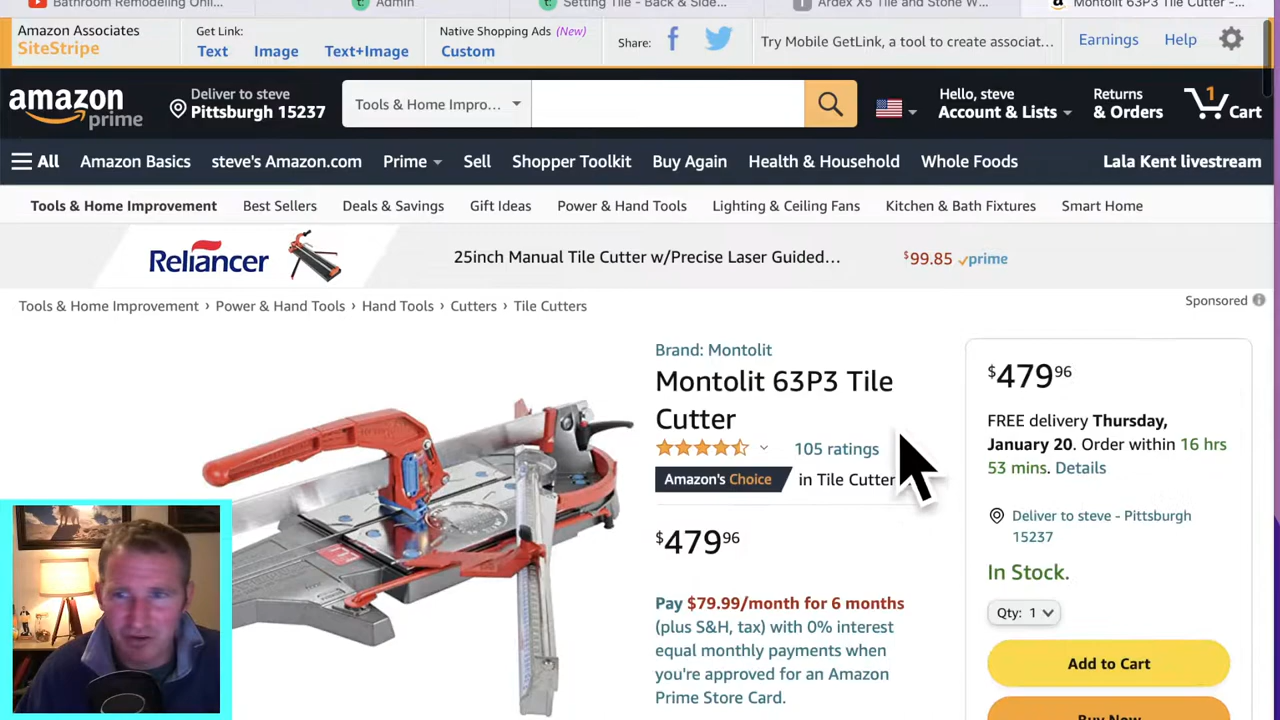 Bathroom Remodeling Onli...
Admin
Setting Tile - Back & Side...
Ardex X5 Tile and Stone W...
Montolit 63P3 Tile Cutter -...
Amazon Associates
SiteStripe
Get Link:
Text Image Text+Image
Native Shopping Ads (New)
Custom
Share:
Try Mobile GetLink, a tool to create associat...
Earnings Help
amazon
prime
Deliver to steve
Pittsburgh 15237
Tools & Home Impro...
Hello, steve
Account & Lists
Returns
& Orders
1
Cart
All Amazon Basics steve's Amazon.com Prime Sell Shopper Toolkit Buy Again Health & Household Whole Foods Lala Kent livestream
Tools & Home Improvement Best Sellers Deals & Savings Gift Ideas Power & Hand Tools Lighting & Ceiling Fans Kitchen & Bath Fixtures Smart Home
Reliancer 25inch Manual Tile Cutter w/Precise Laser Guided... $99.85 prime
Tools & Home Improvement › Power & Hand Tools › Hand Tools › Cutters › Tile Cutters
Sponsored
Brand: Montolit
Montolit 63P3 Tile
Cutter
105 ratings
Amazon's Choice in Tile Cutter
$47996
Pay $79.99/month for 6 months
(plus S&H, tax) with 0% interest
equal monthly payments when
you're approved for an Amazon
Prime Store Card.
$47996
FREE delivery Thursday,
January 20. Order within 16 hrs
53 mins. Details
Deliver to steve - Pittsburgh
15237
In Stock.
Qty: 1
Add to Cart
Buy Now